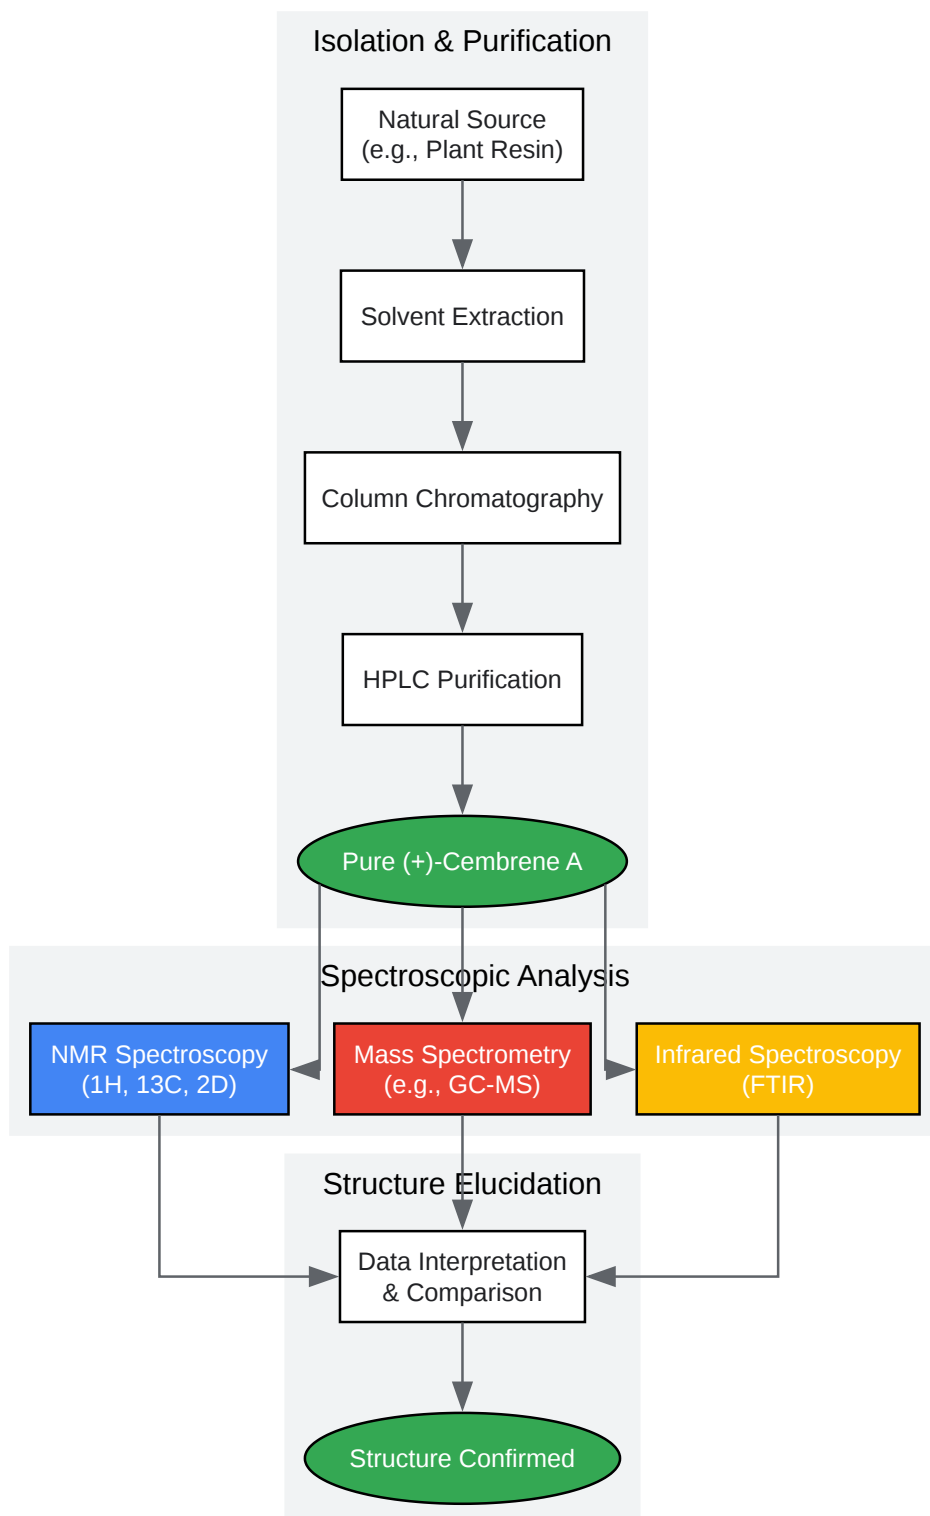 Isolation & Purification
Natural Source
(e.g., Plant Resin)
Solvent Extraction
Column Chromatography
HPLC Purification
Pure (+)-Cembrene A
Spectroscopic Analysis
NMR Spectroscopy
(1H, 13C, 2D)
Mass Spectrometry
(e.g., GC-MS)
Infrared Spectroscopy
(FTIR)
Structure Elucidation
Data Interpretation
& Comparison
Structure Confirmed